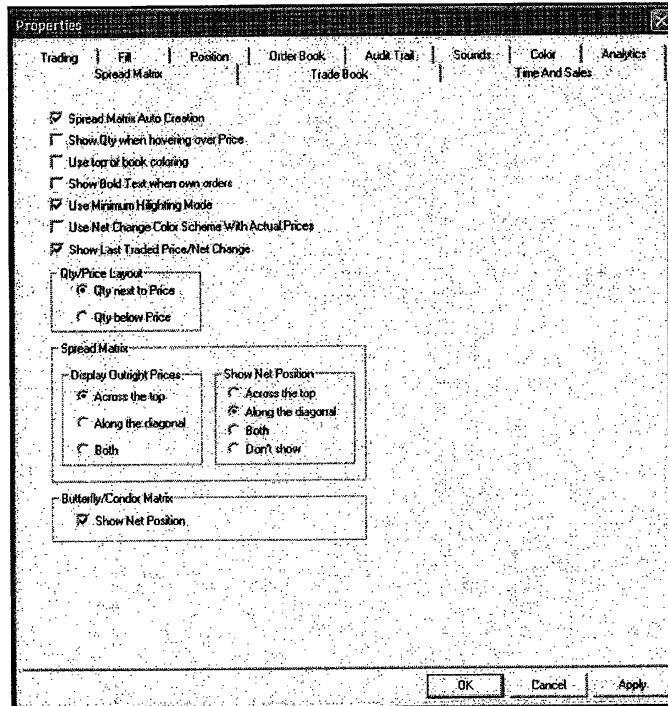 Properties
Trading Fill Position Order Book Audit Trail Sounds Color Analytics
Spread Matrix Trade Book Time And Sales
Spread Matrix Auto Creation
Show Qty when hovering over Price
Use top of book coloring
Show Bold Text when own orders
Use Minimum Hilighting Mode
Use Net Change Color Scheme With Actual Prices
Show Last Traded Price/Net Change
Qty/Price Layout
Qty next to Price
Qty below Price
Spread Matrix
Display Outright Prices
Across the top
Along the diagonal
Both
Show Net Position
Across the top
Along the diagonal
Both
Don't show
Butterfly/Condor Matrix
Show Net Position
OK Cancel Apply